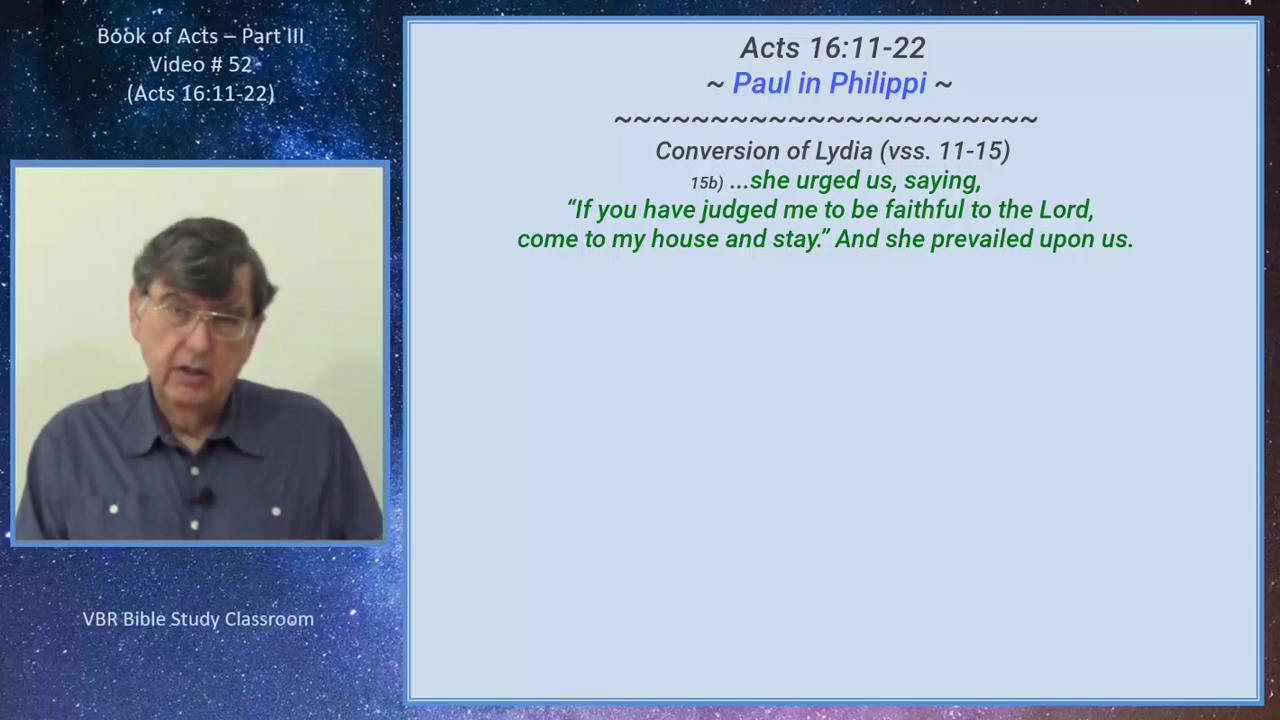 Book of Acts – Part III
Video # 52
(Acts 16:11-22)
Acts 16:11-22
~ Paul in Philippi ~
~~~~~~~~~~~~~~~~~~~~~~
Conversion of Lydia (vss. 11-15)
15b) ...she urged us, saying,
“If you have judged me to be faithful to the Lord,
come to my house and stay.” And she prevailed upon us.
VBR Bible Study Classroom